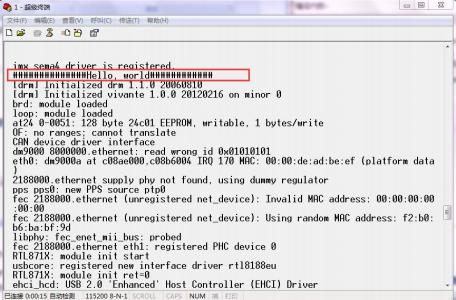 1 - 超级终端
文件(F) 编辑(E) 查看(V) 呼叫(C) 传送(T) 帮助(H)
imx sema4 driver is registered.
##############Hello, world############
[drm] Initialized drm 1.1.0 20060810
[drm] Initialized vivante 1.0.0 20120216 on minor 0
brd: module loaded
loop: module loaded
at24 0-0051: 128 byte 24c01 EEPROM, writable, 1 bytes/write
OF: no ranges; cannot translate
CAN device driver interface
dm9000 8000000.ethernet: read wrong id 0x01010101
eth0: dm9000a at c08ae000,c08b6004 IRQ 170 MAC: 00:00:de:ad:be:ef (platform data
)
2188000.ethernet supply phy not found, using dummy regulator
pps pps0: new PPS source ptp0
fec 2188000.ethernet (unregistered net_device): Invalid MAC address: 00:00:00:00
:00:00
fec 2188000.ethernet (unregistered net_device): Using random MAC address: f2:b0:
b6:ba:bf:9d
libphy: fec_enet_mii_bus: probed
fec 2188000.ethernet eth1: registered PHC device 0
RTL871X: module init start
usbcore: registered new interface driver rtl8188eu
RTL871X: module init ret=0
ehci_hcd: USB 2.0 'Enhanced' Host Controller (EHCI) Driver
已连接 0:00:15 自动检测 115200 8-N-1 SCROLL CAPS NUM 捕 打印